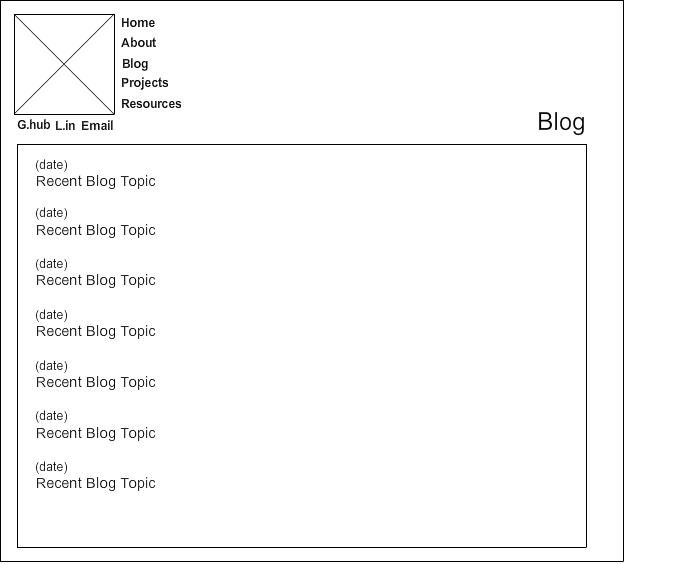 Home
About
Blog
Projects
Resources
G.hub L.in Email
Blog
(date)
Recent Blog Topic
(date)
Recent Blog Topic
(date)
Recent Blog Topic
(date)
Recent Blog Topic
(date)
Recent Blog Topic
(date)
Recent Blog Topic
(date)
Recent Blog Topic